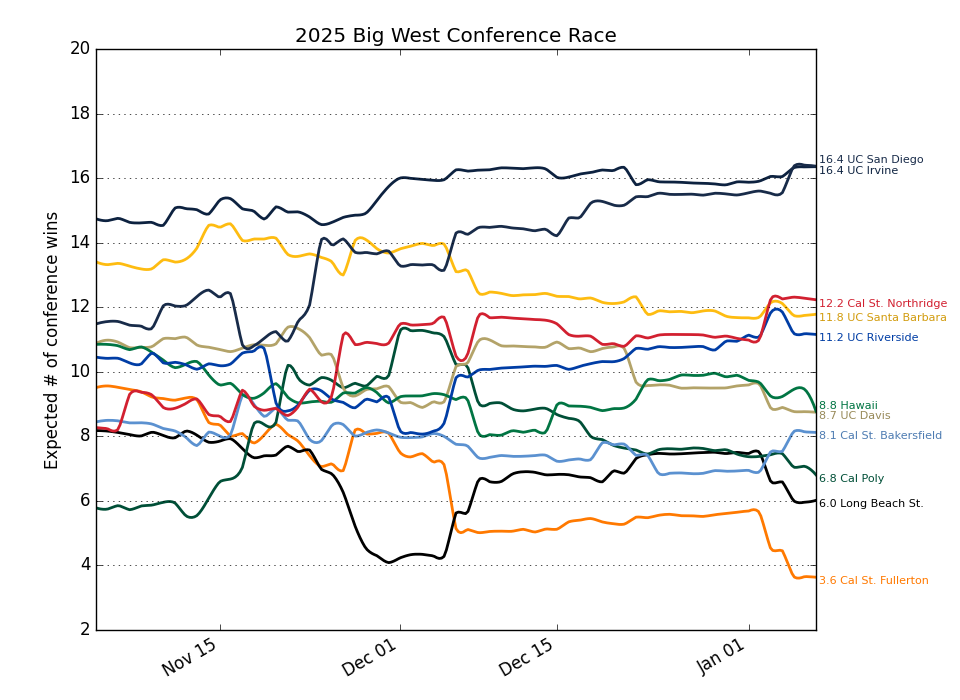 2025 Big West Conference Race
Expected # of conference wins
20
18
16
14
12
10
8
6
4
2
Nov 15
Dec 01
Dec 15
Jan 01
16.4 UC San Diego
16.4 UC Irvine
12.2 Cal St. Northridge
11.8 UC Santa Barbara
11.2 UC Riverside
8.8 Hawaii
8.7 UC Davis
8.1 Cal St. Bakersfield
6.8 Cal Poly
6.0 Long Beach St.
3.6 Cal St. Fullerton